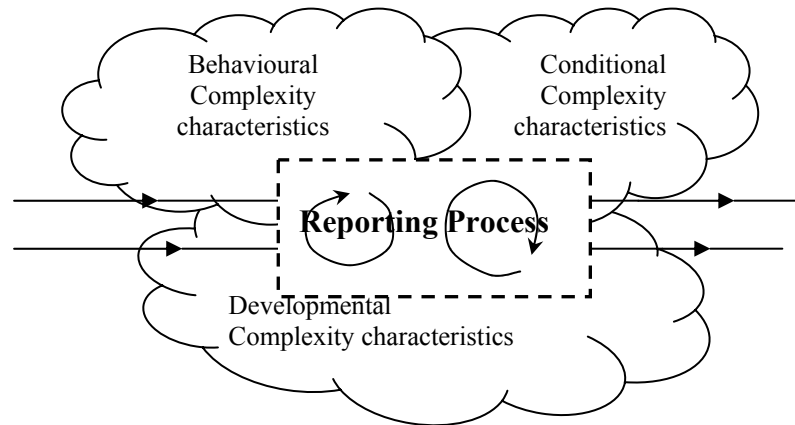 Behavioural
Complexity
characteristics
Conditional
Complexity
characteristics
Reporting Process
Developmental
Complexity characteristics